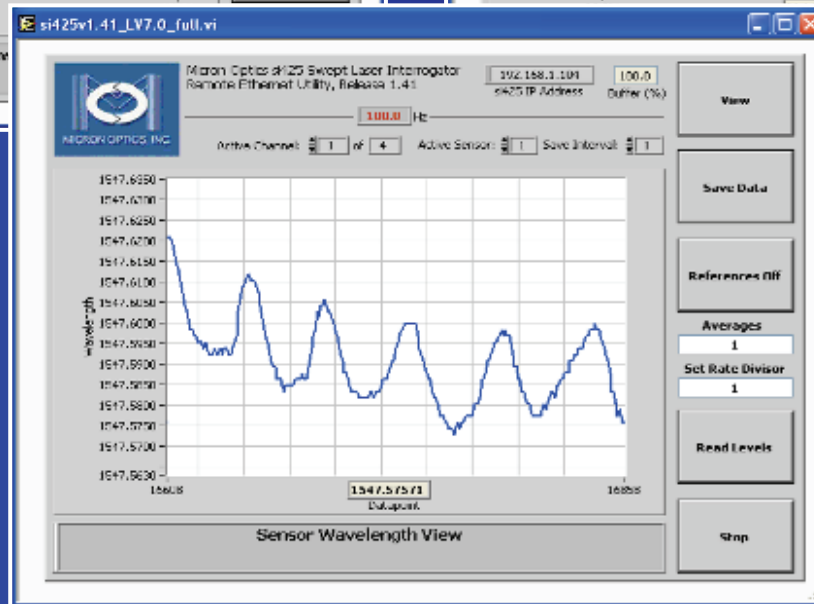 si425v1.41_LV7.0_full.vi
MICRON OPTICS INC.
Micron Optics si425 Swept Laser Interrogator
Remote Ethernet Utility, Release 1.41
192.168.1.104
si425 IP Address
100.0
Buffer (%)
100.0 Hz
Active Channel: 1 of 4 Active Sensor: 1 Save Interval: 1
View
Save Data
References Off
Averages
1
Set Rate Divisor
1
Read Levels
Stop
Wavelength
1547.6350
1547.6300
1547.6250
1547.6200
1547.6150
1547.6100
1547.6050
1547.6000
1547.5950
1547.5900
1547.5850
1547.5800
1547.5750
1547.5700
1547.5630
16608
1547.57571
16858
Datapoint
Sensor Wavelength View